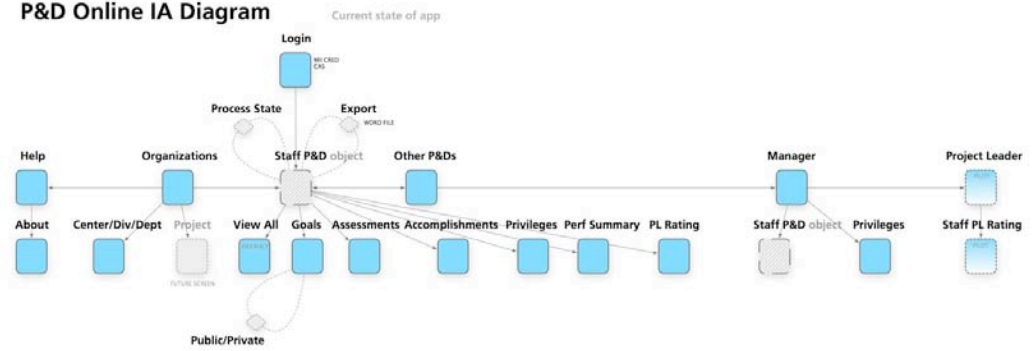 P&D Online IA Diagram
Current state of app
Login
CAS
Process State
Export
WORD FILE
Help
Organizations
Staff P&D object
Other P&Ds
Manager
Project Leader
PILOT
About
Center/Div/Dept
Project
View All
Goals
Assessments
Accomplishments
Privileges
Perf Summary
PL Rating
Staff P&D object
Privileges
Staff PL Rating
PILOT
FUTURE SCREEN
Public/Private